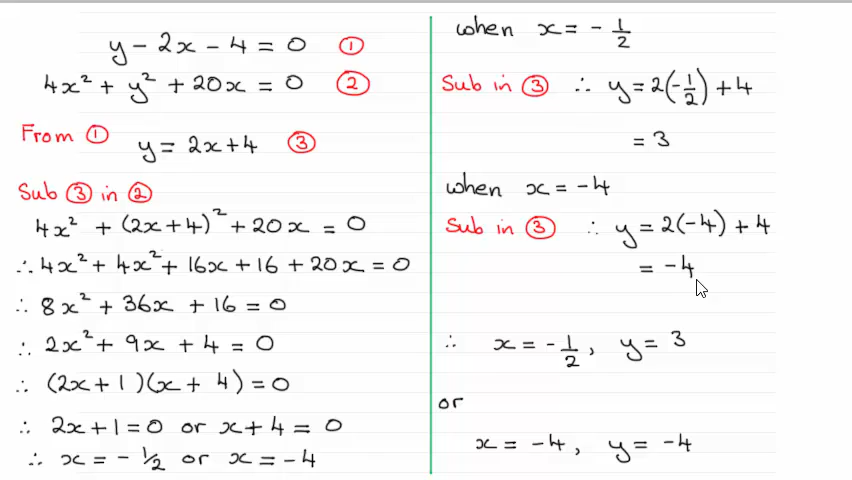 y - 2x - 4 = 0 ①
4x² + y² + 20x = 0 ②
From ① y = 2x+4 ③
Sub ③ in ②
4x² + (2x+4)² + 20x = 0
∴ 4x² + 4x² + 16x + 16 + 20x = 0
∴ 8x² + 36x + 16 = 0
∴ 2x² + 9x + 4 = 0
∴ (2x+1)(x+4) = 0
∴ 2x+1=0 or x+4=0
∴ x = -1/2 or x = -4
when x = -1/2
Sub in ③ ∴ y = 2(-1/2) + 4
= 3
when x = -4
Sub in ③ ∴ y = 2(-4) + 4
= -4
∴ x = -1/2, y = 3
or
x = -4, y = -4